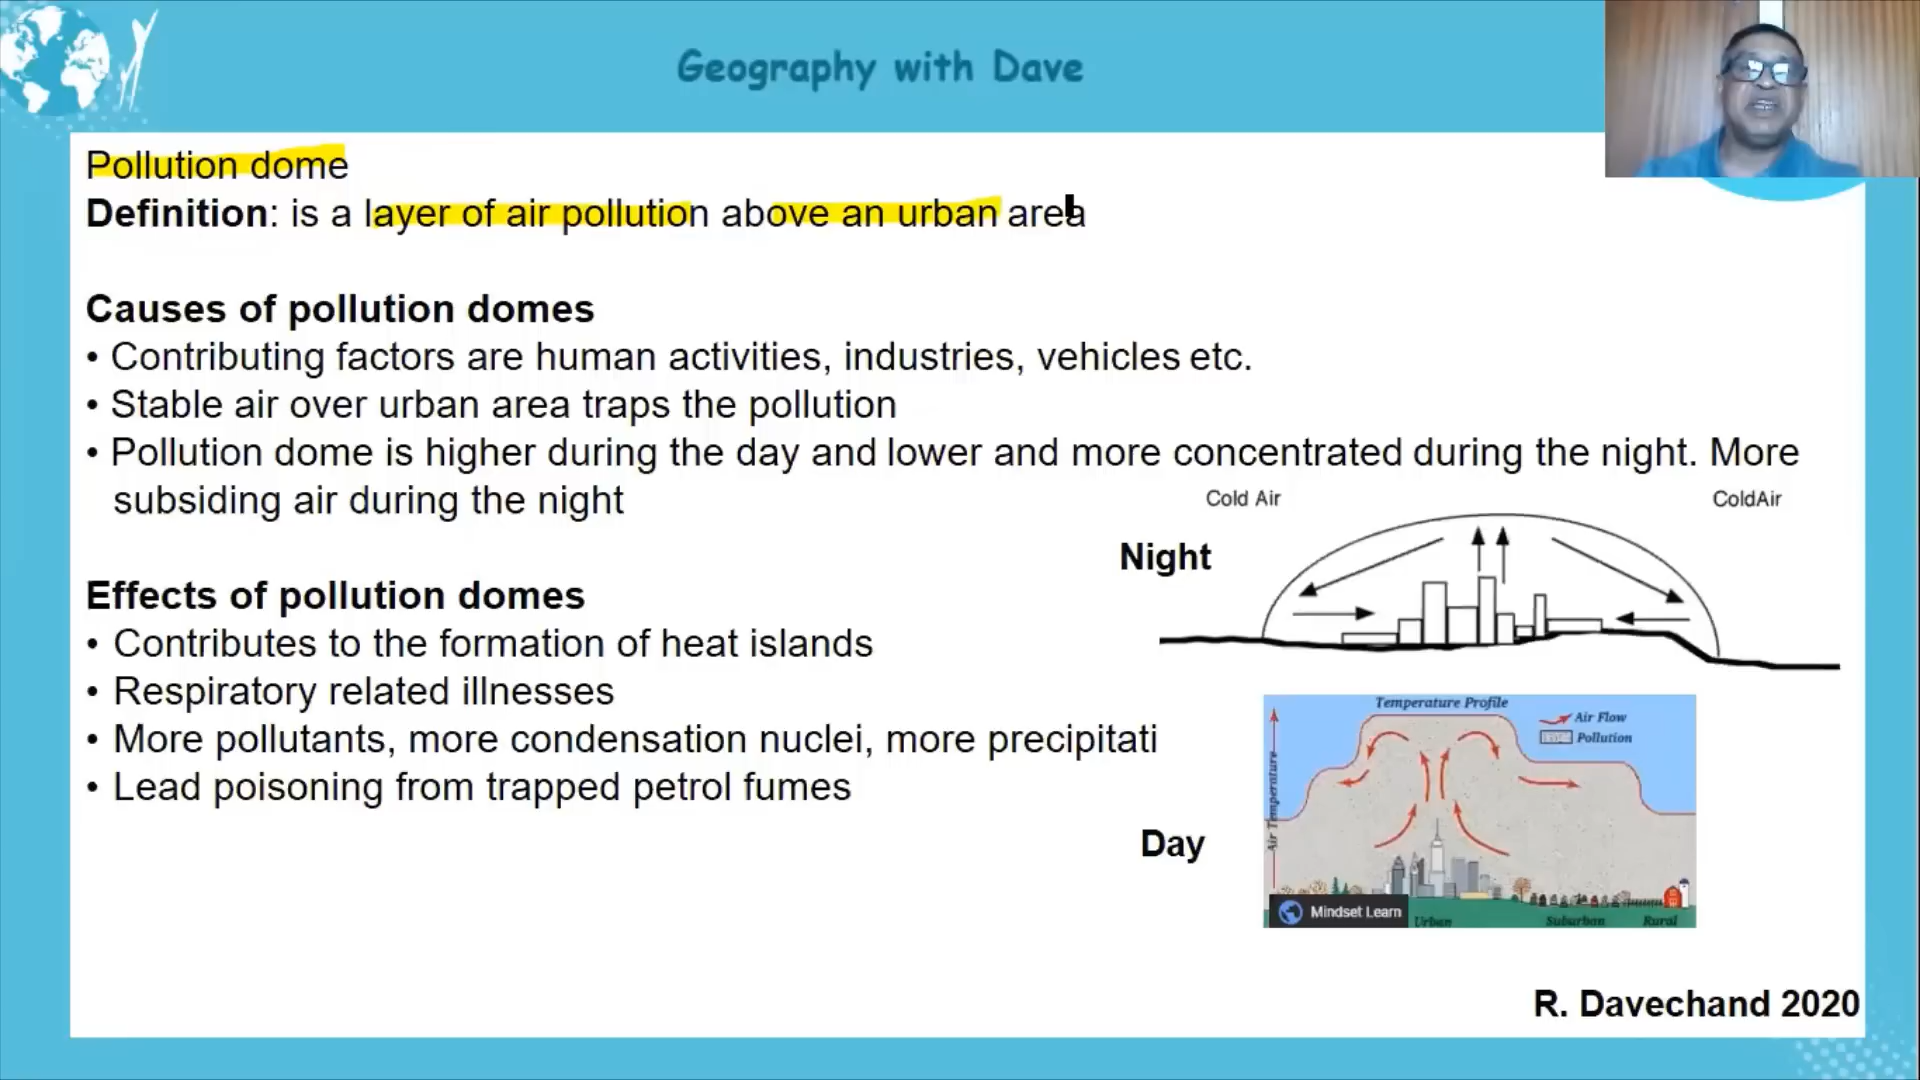 Geography with Dave
Pollution dome
Definition: is a layer of air pollution above an urban area
Causes of pollution domes
• Contributing factors are human activities, industries, vehicles etc.
• Stable air over urban area traps the pollution
• Pollution dome is higher during the day and lower and more concentrated during the night. More
subsiding air during the night
Cold Air
ColdAir
Night
Effects of pollution domes
• Contributes to the formation of heat islands
• Respiratory related illnesses
• More pollutants, more condensation nuclei, more precipitati
• Lead poisoning from trapped petrol fumes
Temperature Profile
Air Flow
Pollution
Air Temperature
Day
Mindset Learn
Urban
Suburban
Rural
R. Davechand 2020